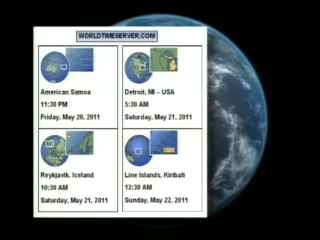 WORLDTIMESERVER.COM
American Samoa
11:30 PM
Friday, May 20, 2011
Detroit, MI – USA
5:30 AM
Saturday, May 21, 2011
Reykjavik, Iceland
10:30 AM
Saturday, May 21, 2011
Line Islands, Kiribati
12:30 AM
Sunday, May 22, 2011